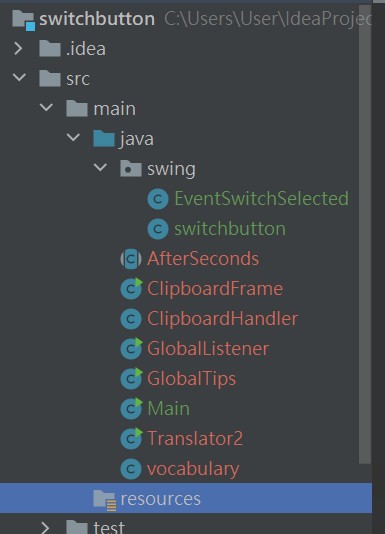 switchbutton C:\Users\User\IdeaProjec
.idea
src
main
java
swing
EventSwitchSelected
switchbutton
AfterSeconds
ClipboardFrame
ClipboardHandler
GlobalListener
GlobalTips
Main
Translator2
vocabulary
resources
test